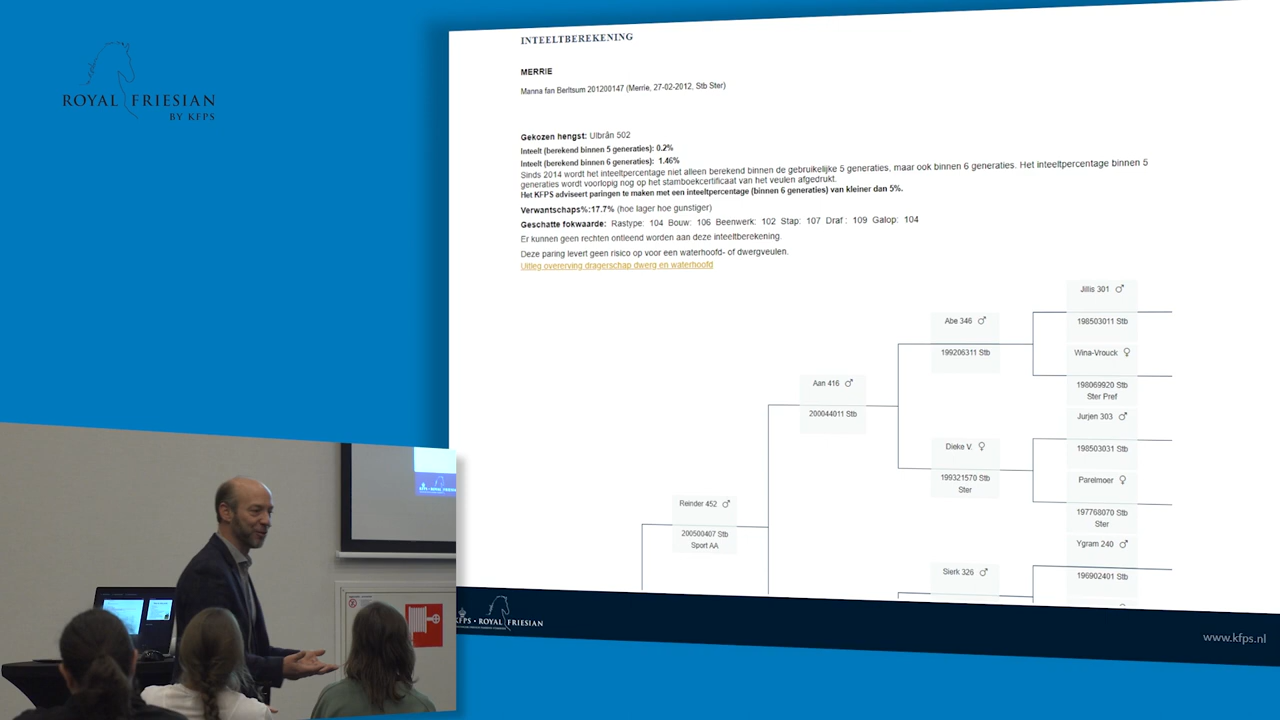 ROYAL FRIESIAN
BY KFPS
INTEELTBEREKENING
MERRIE
Manna fan Berltsum 201200147 (Merrie, 27-02-2012, Stb Ster)
Gekozen hengst: Ulbrân 502
Inteelt (berekend binnen 5 generaties): 0.2%
Inteelt (berekend binnen 6 generaties): 1.46%
Sinds 2014 wordt het inteeltpercentage niet alleen berekend binnen de gebruikelijke 5 generaties, maar ook binnen 6 generaties. Het inteeltpercentage binnen 5
generaties wordt voorlopig nog op het stamboekcertificaat van het veulen afgedrukt.
Het KFPS adviseert paringen te maken met een inteeltpercentage (binnen 6 generaties) van kleiner dan 5%.
Verwantschaps%:17.7% (hoe lager hoe gunstiger)
Geschatte fokwaarde: Rastype: 104 Bouw: 106 Beenwerk: 102 Stap: 107 Draf : 109 Galop: 104
Er kunnen geen rechten ontleend worden aan deze inteeltberekening.
Deze paring levert geen risico op voor een waterhoofd- of dwergveulen.
Uitleg overerving dragerschap dwerg en waterhoofd
Jillis 301 ♂
198503011 Stb
Abe 346 ♂
199206311 Stb
Wina-Vrouck ♀
198069920 Stb
Ster Pref
Aan 416 ♂
200044011 Stb
Jurjen 303 ♂
198503031 Stb
Dieke V. ♀
199321570 Stb
Ster
Parelmoer ♀
197768070 Stb
Ster
Reinder 452 ♂
200500407 Stb
Sport AA
Ygram 240 ♂
196902401 Stb
Sierk 326 ♂
KFPS • ROYAL FRIESIAN
www.kfps.nl